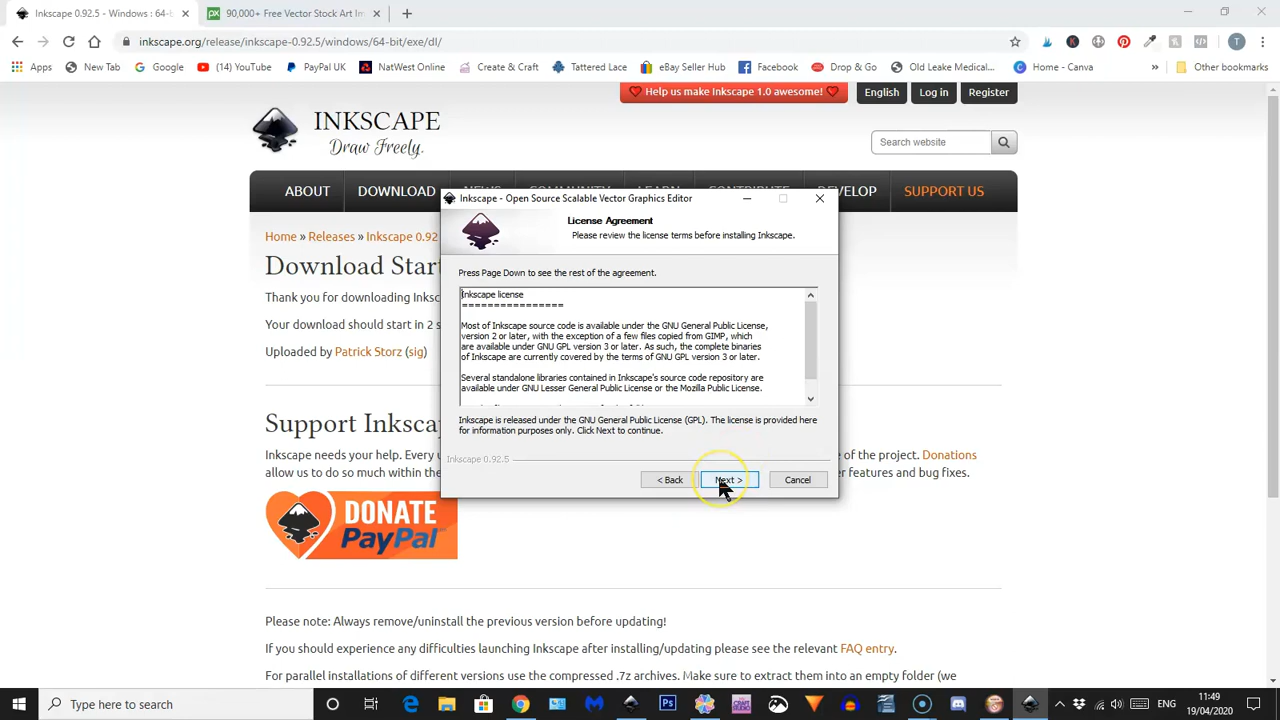 Inkscape 0.92.5 - Windows : 64-b
90,000+ Free Vector Stock Art Im
inkscape.org/release/inkscape-0.92.5/windows/64-bit/exe/dl/
Apps
New Tab
Google
(14) YouTube
PayPal UK
NatWest Online
Create & Craft
Tattered Lace
eBay Seller Hub
Facebook
Drop & Go
Old Leake Medical...
Home - Canva
»
Other bookmarks
Help us make Inkscape 1.0 awesome!
English
Log in
Register
INKSCAPE
Draw Freely.
Search website
ABOUT
DOWNLOAD
DEVELOP
SUPPORT US
Home » Releases » Inkscape 0.92
Download Start
Thank you for downloading Inksc
Your download should start in 2 s
Uploaded by Patrick Storz (sig)
Inkscape - Open Source Scalable Vector Graphics Editor
License Agreement
Please review the license terms before installing Inkscape.
Press Page Down to see the rest of the agreement.
Inkscape license
================
Most of Inkscape source code is available under the GNU General Public License,
version 2 or later, with the exception of a few files copied from GIMP, which
are available under GNU GPL version 3 or later. As such, the complete binaries
of Inkscape are currently covered by the terms of GNU GPL version 3 or later.
Several standalone libraries contained in Inkscape's source code repository are
available under GNU Lesser General Public License or the Mozilla Public License.
Inkscape is released under the GNU General Public License (GPL). The license is provided here
for information purposes only. Click Next to continue.
Inkscape 0.92.5
< Back
Next >
Cancel
Support Inksca
Inkscape needs your help. Every
of the project. Donations
allow us to do so much within the
er features and bug fixes.
DONATE
PayPal
Please note: Always remove/uninstall the previous version before updating!
If you should experience any difficulties launching Inkscape after installing/updating please see the relevant FAQ entry.
For parallel installations of different versions use the compressed .7z archives. Make sure to extract them into an empty folder (we
Type here to search
ENG
11:49
19/04/2020